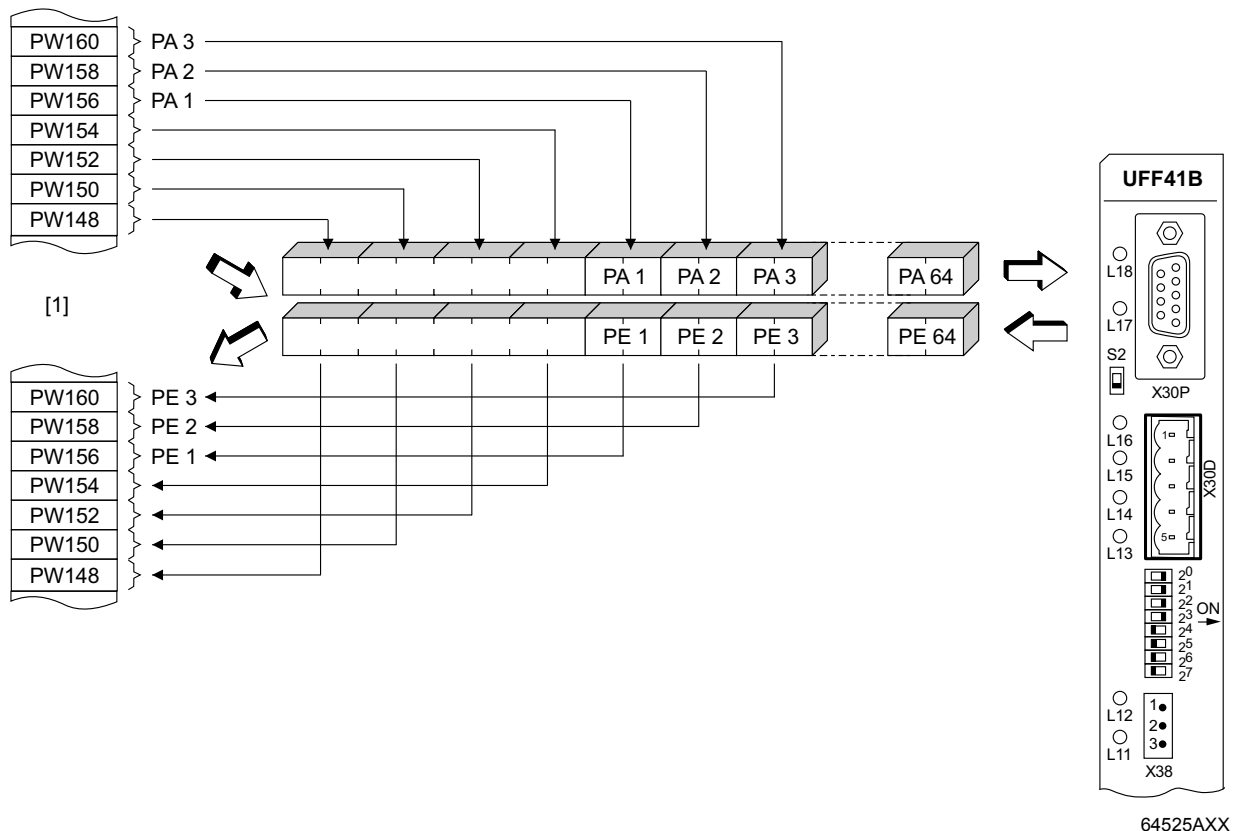 PW160 PA 3
PW158 PA 2
PW156 PA 1
PW154
PW152
PW150
PW148
PA 1 PA 2 PA 3 PA 64
[1]
PE 1 PE 2 PE 3 PE 64
PW160 PE 3
PW158 PE 2
PW156 PE 1
PW154
PW152
PW150
PW148
UFF41B
L18
L17
S2
X30P
L16
L15
L14
L13
1
5
X30D
2⁰
2¹
2²
2³
2⁴
2⁵
2⁶
2⁷
ON
L12
L11
1
2
3
X38
64525AXX